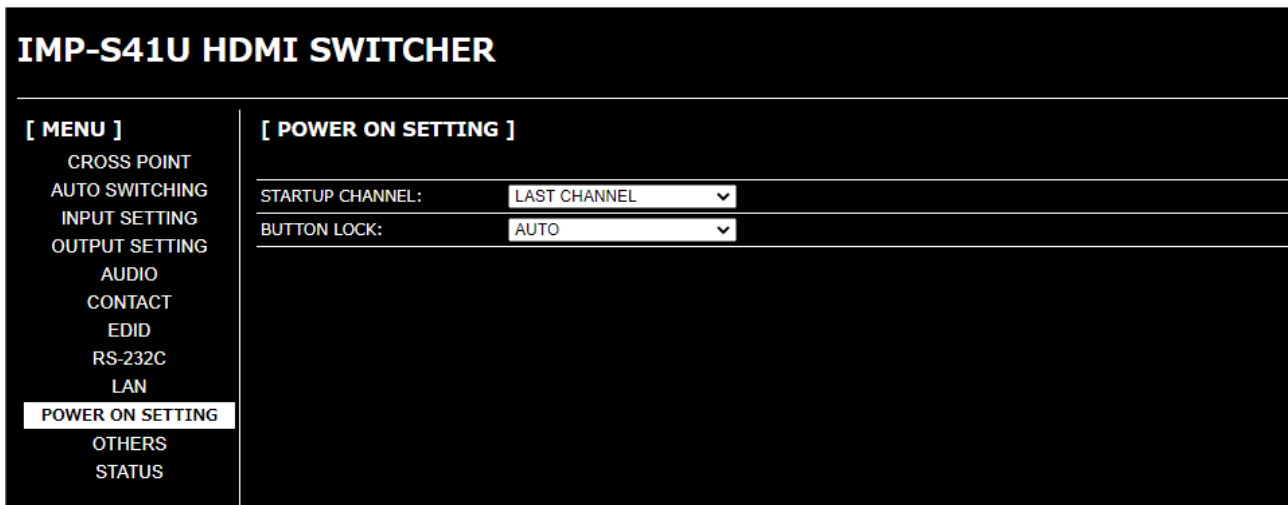 IMP-S41U HDMI SWITCHER
[ MENU ]
CROSS POINT
AUTO SWITCHING
INPUT SETTING
OUTPUT SETTING
AUDIO
CONTACT
EDID
RS-232C
LAN
POWER ON SETTING
OTHERS
STATUS
[ POWER ON SETTING ]
STARTUP CHANNEL: LAST CHANNEL
BUTTON LOCK: AUTO